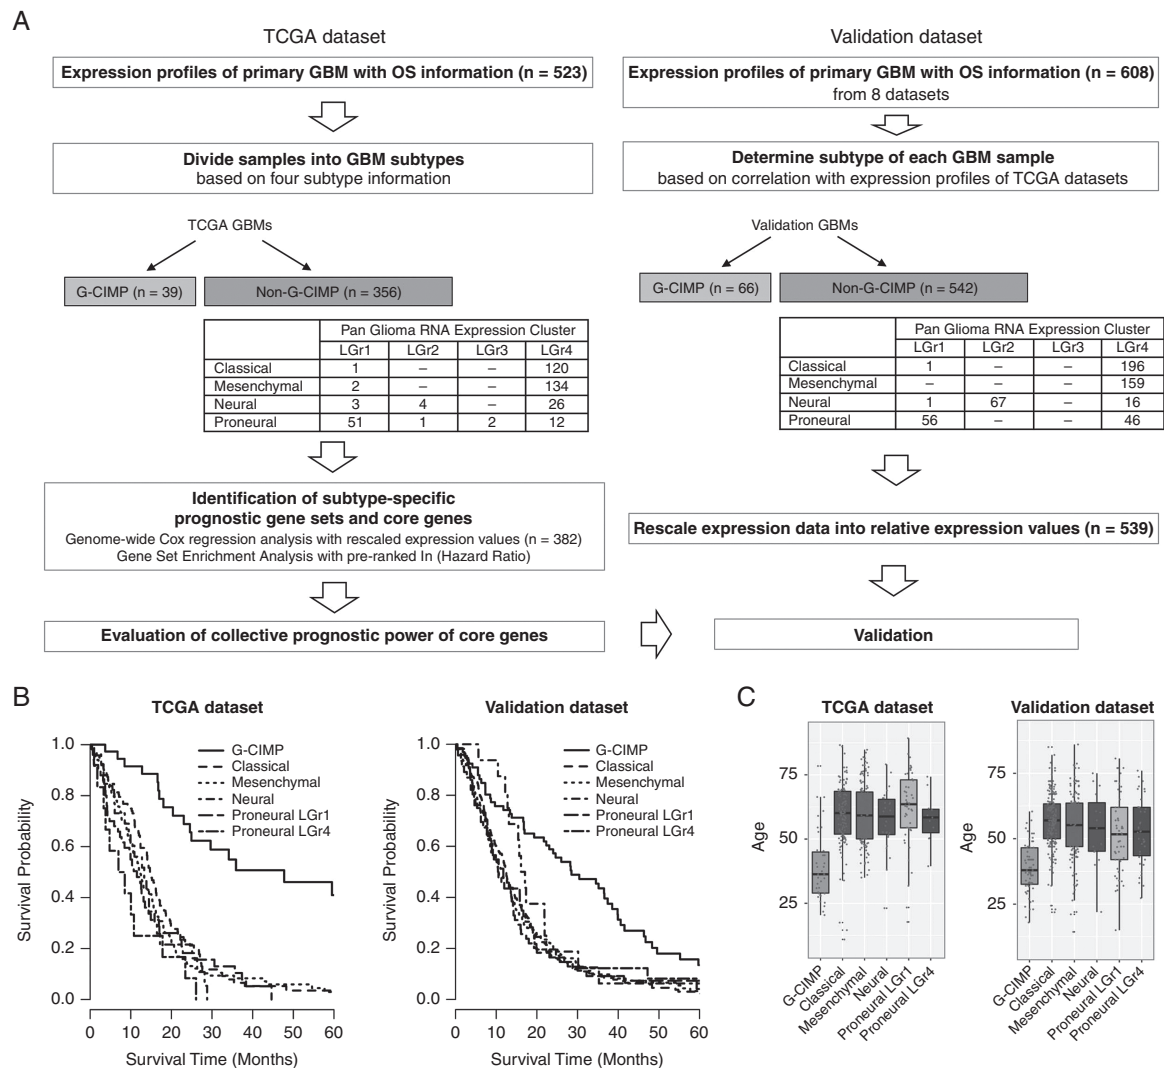 A
TCGA dataset
Expression profiles of primary GBM with OS information (n = 523)
Divide samples into GBM subtypes
based on four subtype information
TCGA GBMs
G-CIMP (n = 39)
Non-G-CIMP (n = 356)
Pan Glioma RNA Expression Cluster
LGr1 LGr2 LGr3 LGr4
Classical 1 – – 120
Mesenchymal 2 – – 134
Neural 3 4 – 26
Proneural 51 1 2 12
Identification of subtype-specific
prognostic gene sets and core genes
Genome-wide Cox regression analysis with rescaled expression values (n = 382)
Gene Set Enrichment Analysis with pre-ranked In (Hazard Ratio)
Evaluation of collective prognostic power of core genes
Validation dataset
Expression profiles of primary GBM with OS information (n = 608)
from 8 datasets
Determine subtype of each GBM sample
based on correlation with expression profiles of TCGA datasets
Validation GBMs
G-CIMP (n = 66)
Non-G-CIMP (n = 542)
Pan Glioma RNA Expression Cluster
LGr1 LGr2 LGr3 LGr4
Classical 1 – – 196
Mesenchymal – – – 159
Neural 1 67 – 16
Proneural 56 – – 46
Rescale expression data into relative expression values (n = 539)
Validation
B
TCGA dataset
Survival Probability
1.0
0.8
0.6
0.4
0.2
0.0
G-CIMP
Classical
Mesenchymal
Neural
Proneural LGr1
Proneural LGr4
0 10 20 30 40 50 60
Survival Time (Months)
Validation dataset
Survival Probability
1.0
0.8
0.6
0.4
0.2
0.0
G-CIMP
Classical
Mesenchymal
Neural
Proneural LGr1
Proneural LGr4
0 10 20 30 40 50 60
Survival Time (Months)
C
TCGA dataset
Age
75
50
25
G-CIMP
Classical
Mesenchymal
Neural
Proneural LGr1
Proneural LGr4
Validation dataset
Age
75
50
25
G-CIMP
Classical
Mesenchymal
Neural
Proneural LGr1
Proneural LGr4